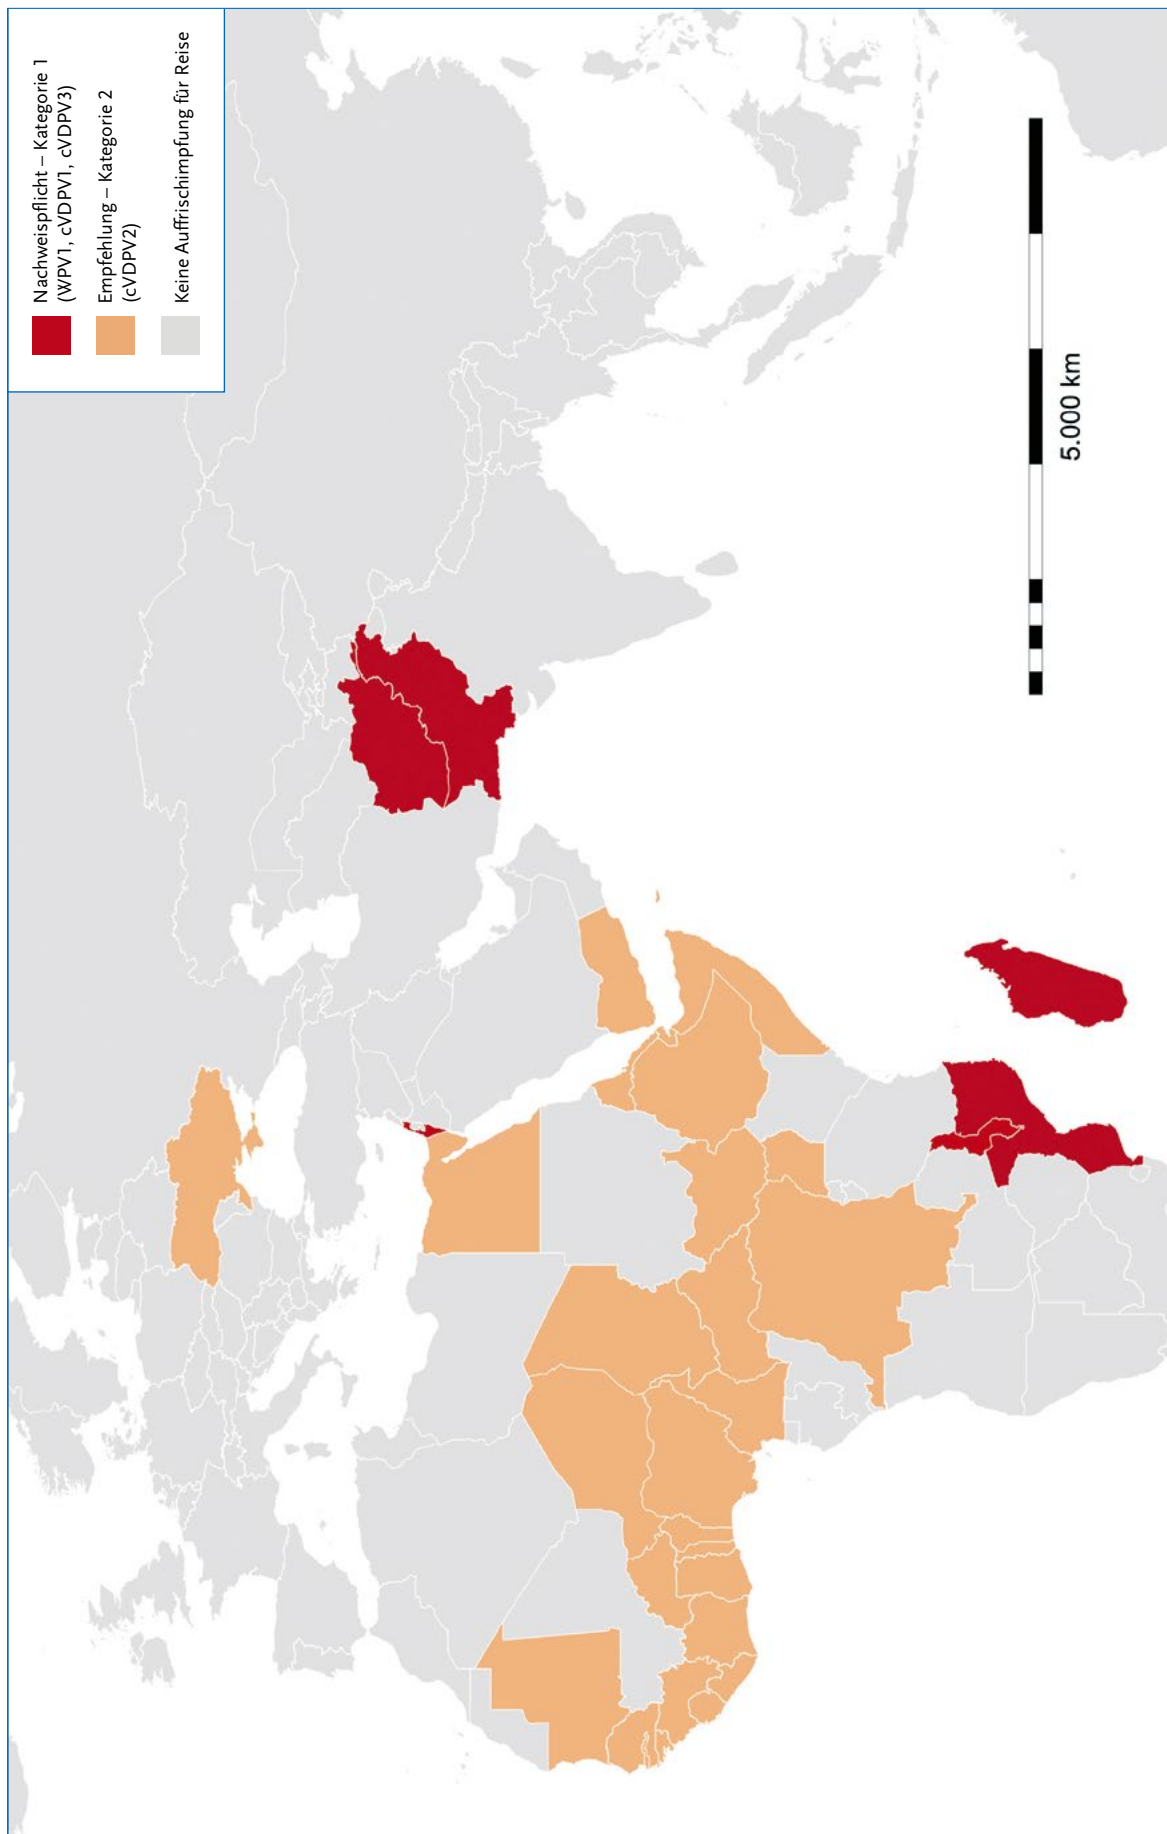 Nachweispflicht – Kategorie 1
(WPV1, cVDPV1, cVDPV3)
Empfehlung – Kategorie 2
(cVDPV2)
Keine Auffrischimpfung für Reise
5.000 km